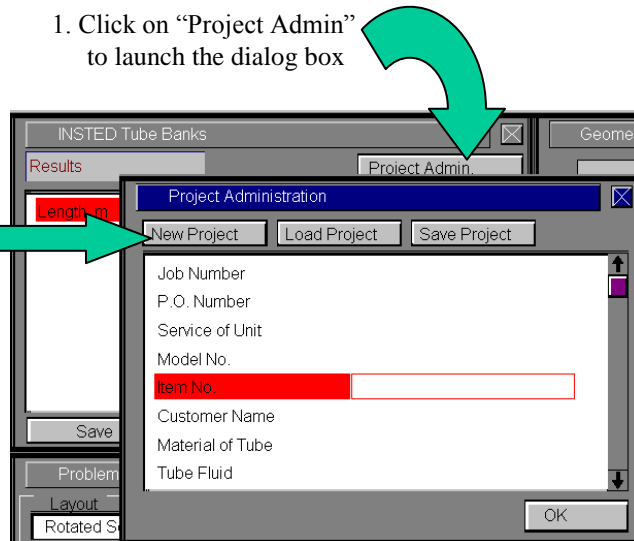 1. Click on “Project Admin”
to launch the dialog box
INSTED Tube Banks
Geome
Results
Project Admin.
Length, m
Project Administration
New Project
Load Project
Save Project
Job Number
P.O. Number
Service of Unit
Model No.
Item No.
Customer Name
Material of Tube
Tube Fluid
Save
Problem
Layout
Rotated S
OK